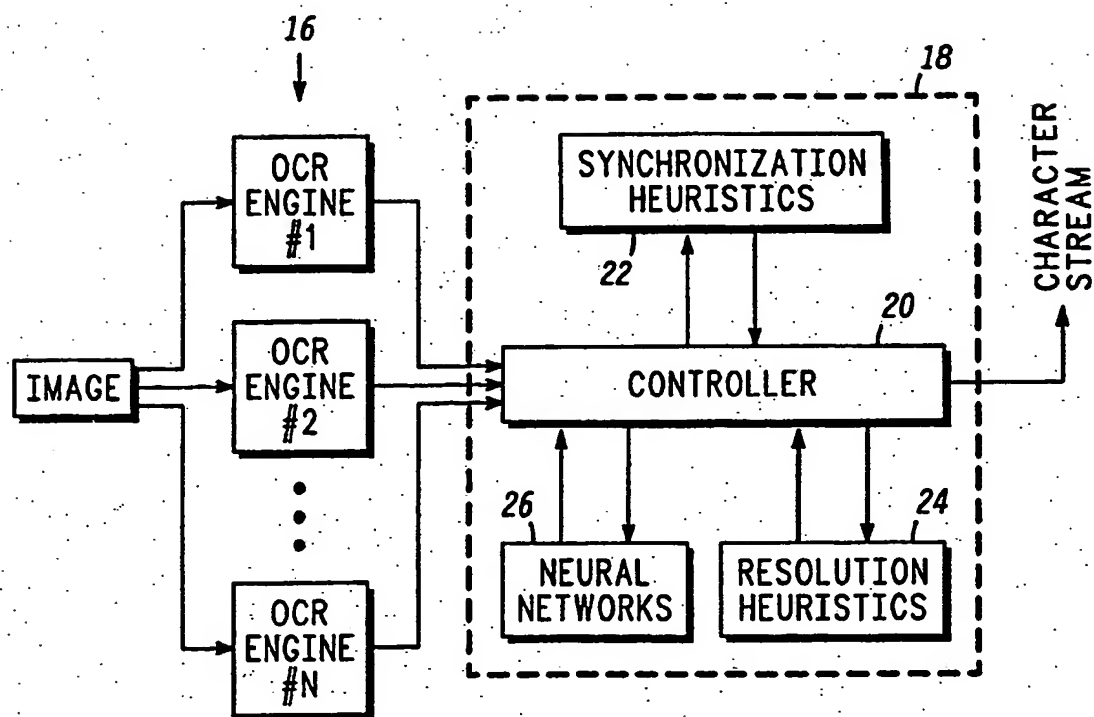 16
18
OCR
ENGINE
#1
SYNCHRONIZATION
HEURISTICS
22
CHARACTER
STREAM
20
IMAGE
OCR
ENGINE
#2
CONTROLLER
26
24
NEURAL
NETWORKS
RESOLUTION
HEURISTICS
OCR
ENGINE
#N